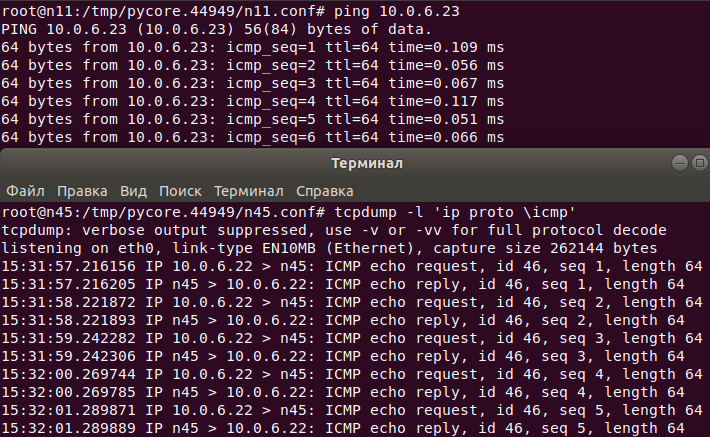 root@n11:/tmp/pycore.44949/n11.conf# ping 10.0.6.23
PING 10.0.6.23 (10.0.6.23) 56(84) bytes of data.
64 bytes from 10.0.6.23: icmp_seq=1 ttl=64 time=0.109 ms
64 bytes from 10.0.6.23: icmp_seq=2 ttl=64 time=0.056 ms
64 bytes from 10.0.6.23: icmp_seq=3 ttl=64 time=0.067 ms
64 bytes from 10.0.6.23: icmp_seq=4 ttl=64 time=0.117 ms
64 bytes from 10.0.6.23: icmp_seq=5 ttl=64 time=0.051 ms
64 bytes from 10.0.6.23: icmp_seq=6 ttl=64 time=0.066 ms
Терминал
Файл Правка Вид Поиск Терминал Справка
root@n45:/tmp/pycore.44949/n45.conf# tcpdump -l 'ip proto \icmp'
tcpdump: verbose output suppressed, use -v or -vv for full protocol decode
listening on eth0, link-type EN10MB (Ethernet), capture size 262144 bytes
15:31:57.216156 IP 10.0.6.22 > n45: ICMP echo request, id 46, seq 1, length 64
15:31:57.216205 IP n45 > 10.0.6.22: ICMP echo reply, id 46, seq 1, length 64
15:31:58.221872 IP 10.0.6.22 > n45: ICMP echo request, id 46, seq 2, length 64
15:31:58.221893 IP n45 > 10.0.6.22: ICMP echo reply, id 46, seq 2, length 64
15:31:59.242282 IP 10.0.6.22 > n45: ICMP echo request, id 46, seq 3, length 64
15:31:59.242306 IP n45 > 10.0.6.22: ICMP echo reply, id 46, seq 3, length 64
15:32:00.269744 IP 10.0.6.22 > n45: ICMP echo request, id 46, seq 4, length 64
15:32:00.269785 IP n45 > 10.0.6.22: ICMP echo reply, id 46, seq 4, length 64
15:32:01.289871 IP 10.0.6.22 > n45: ICMP echo request, id 46, seq 5, length 64
15:32:01.289889 IP n45 > 10.0.6.22: ICMP echo reply, id 46, seq 5, length 64